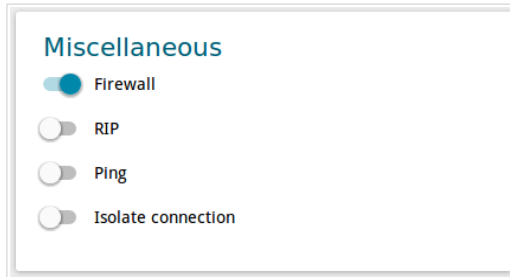 Miscellaneous
Firewall
RIP
Ping
Isolate connection